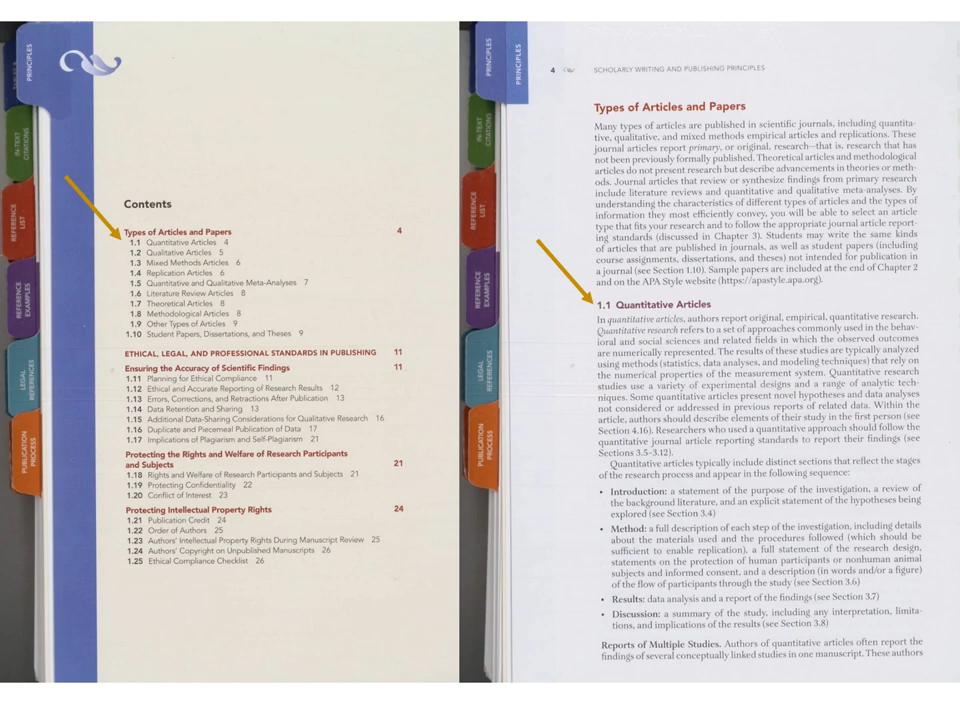 PRINCIPLES
IN-TEXT
CITATIONS
REFERENCE
LIST
REFERENCE
EXAMPLES
LEGAL
REFERENCES
PUBLICATION
PROCESS
Contents
Types of Articles and Papers 4
1.1 Quantitative Articles 4
1.2 Qualitative Articles 5
1.3 Mixed Methods Articles 6
1.4 Replication Articles 6
1.5 Quantitative and Qualitative Meta-Analyses 7
1.6 Literature Review Articles 8
1.7 Theoretical Articles 8
1.8 Methodological Articles 8
1.9 Other Types of Articles 9
1.10 Student Papers, Dissertations, and Theses 9
ETHICAL, LEGAL, AND PROFESSIONAL STANDARDS IN PUBLISHING 11
Ensuring the Accuracy of Scientific Findings 11
1.11 Planning for Ethical Compliance 11
1.12 Ethical and Accurate Reporting of Research Results 12
1.13 Errors, Corrections, and Retractions After Publication 13
1.14 Data Retention and Sharing 13
1.15 Additional Data-Sharing Considerations for Qualitative Research 16
1.16 Duplicate and Piecemeal Publication of Data 17
1.17 Implications of Plagiarism and Self-Plagiarism 21
Protecting the Rights and Welfare of Research Participants
and Subjects 21
1.18 Rights and Welfare of Research Participants and Subjects 21
1.19 Protecting Confidentiality 22
1.20 Conflict of Interest 23
Protecting Intellectual Property Rights 24
1.21 Publication Credit 24
1.22 Order of Authors 25
1.23 Authors' Intellectual Property Rights During Manuscript Review 25
1.24 Authors' Copyright on Unpublished Manuscripts 26
1.25 Ethical Compliance Checklist 26
PRINCIPLES
PRINCIPLES
IN-TEXT
CITATIONS
REFERENCE
LIST
REFERENCE
EXAMPLES
LEGAL
REFERENCES
PUBLICATION
PROCESS
4 SCHOLARLY WRITING AND PUBLISHING PRINCIPLES
Types of Articles and Papers
Many types of articles are published in scientific journals, including quantita-
tive, qualitative, and mixed methods empirical articles and replications. These
journal articles report primary, or original, research—that is, research that has
not been previously formally published. Theoretical articles and methodological
articles do not present research but describe advancements in theories or meth-
ods. Journal articles that review or synthesize findings from primary research
include literature reviews and quantitative and qualitative meta-analyses. By
understanding the characteristics of different types of articles and the types of
information they most efficiently convey, you will be able to select an article
type that fits your research and to follow the appropriate journal article report-
ing standards (discussed in Chapter 3). Students may write the same kinds
of articles that are published in journals, as well as student papers (including
course assignments, dissertations, and theses) not intended for publication in
a journal (see Section 1.10). Sample papers are included at the end of Chapter 2
and on the APA Style website (https://apastyle.apa.org).
1.1 Quantitative Articles
In quantitative articles, authors report original, empirical, quantitative research.
Quantitative research refers to a set of approaches commonly used in the behav-
ioral and social sciences and related fields in which the observed outcomes
are numerically represented. The results of these studies are typically analyzed
using methods (statistics, data analyses, and modeling techniques) that rely on
the numerical properties of the measurement system. Quantitative research
studies use a variety of experimental designs and a range of analytic tech-
niques. Some quantitative articles present novel hypotheses and data analyses
not considered or addressed in previous reports of related data. Within the
article, authors should describe elements of their study in the first person (see
Section 4.16). Researchers who used a quantitative approach should follow the
quantitative journal article reporting standards to report their findings (see
Sections 3.5-3.12).
Quantitative articles typically include distinct sections that reflect the stages
of the research process and appear in the following sequence:
• Introduction: a statement of the purpose of the investigation, a review of
the background literature, and an explicit statement of the hypotheses being
explored (see Section 3.4)
• Method: a full description of each step of the investigation, including details
about the materials used and the procedures followed (which should be
sufficient to enable replication), a full statement of the research design,
statements on the protection of human participants or nonhuman animal
subjects and informed consent, and a description (in words and/or a figure)
of the flow of participants through the study (see Section 3.6)
• Results: data analysis and a report of the findings (see Section 3.7)
• Discussion: a summary of the study, including any interpretation, limita-
tions, and implications of the results (see Section 3.8)
Reports of Multiple Studies. Authors of quantitative articles often report the
findings of several conceptually linked studies in one manuscript. These authors